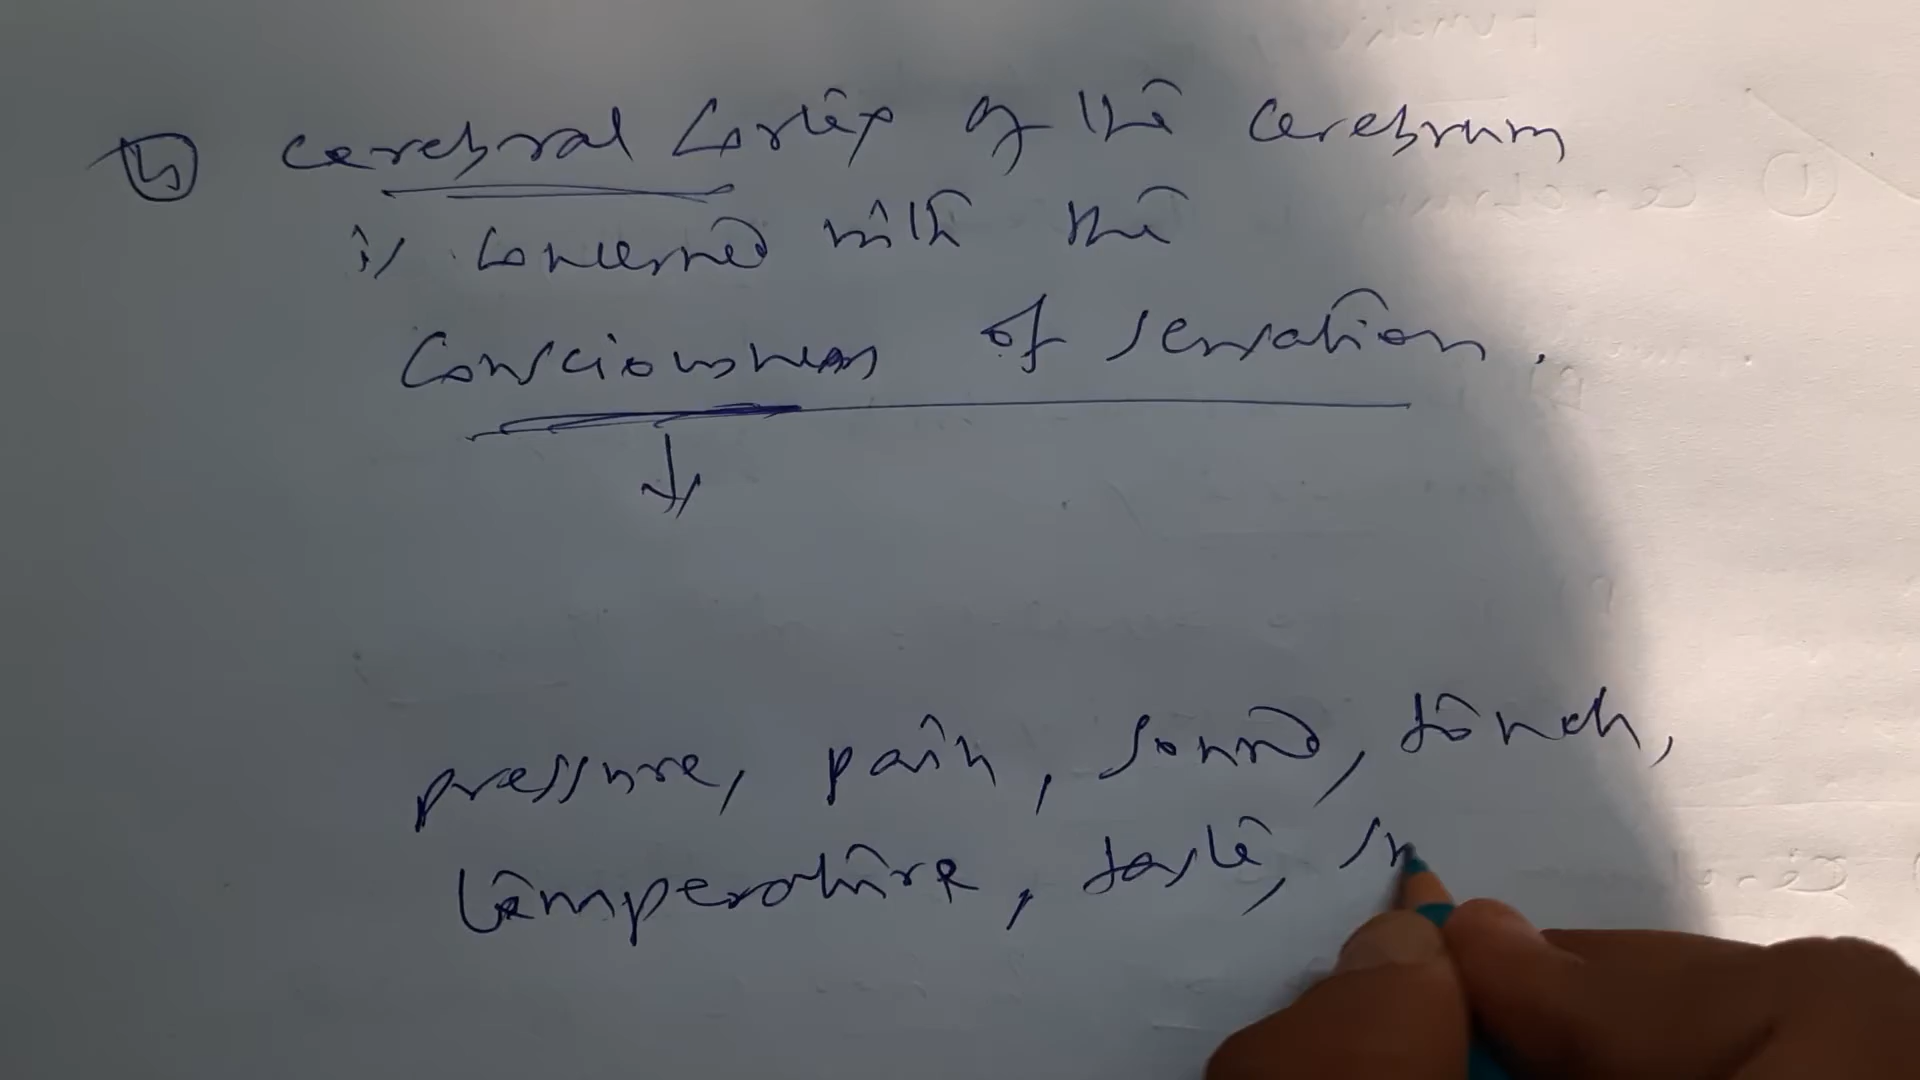 5 Cerebral Cortex of the Cerebrum
is concerned with the
Consciousness of sensation.
pressure, pain, sound, touch,
temperature, taste, sm